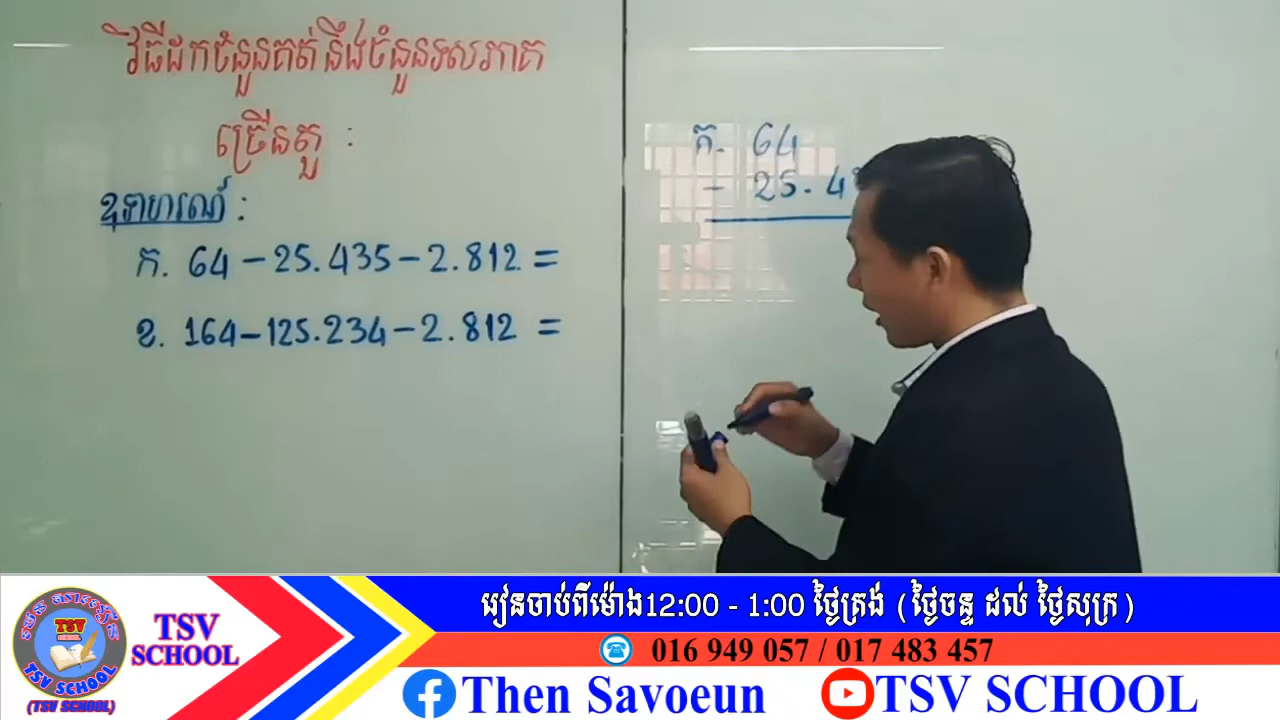 វិធីដកចំនួនគត់ នឹងចំនួនទសភាគ
ច្រើនតួ :
ឧទាហរណ៍ :
ក. 64 – 25.435 – 2.812 =
ខ. 164 – 125.234 – 2.812 =
ក. 64
– 25.4
TSV SCHOOL
TSV
SCHOOL
(TSV SCHOOL)
TSV
SCHOOL
រៀនចាប់ពីម៉ោង12:00 - 1:00 ថ្ងៃត្រង់ (ថ្ងៃចន្ទ ដល់ ថ្ងៃសុក្រ)
016 949 057 / 017 483 457
Then Savoeun
TSV SCHOOL